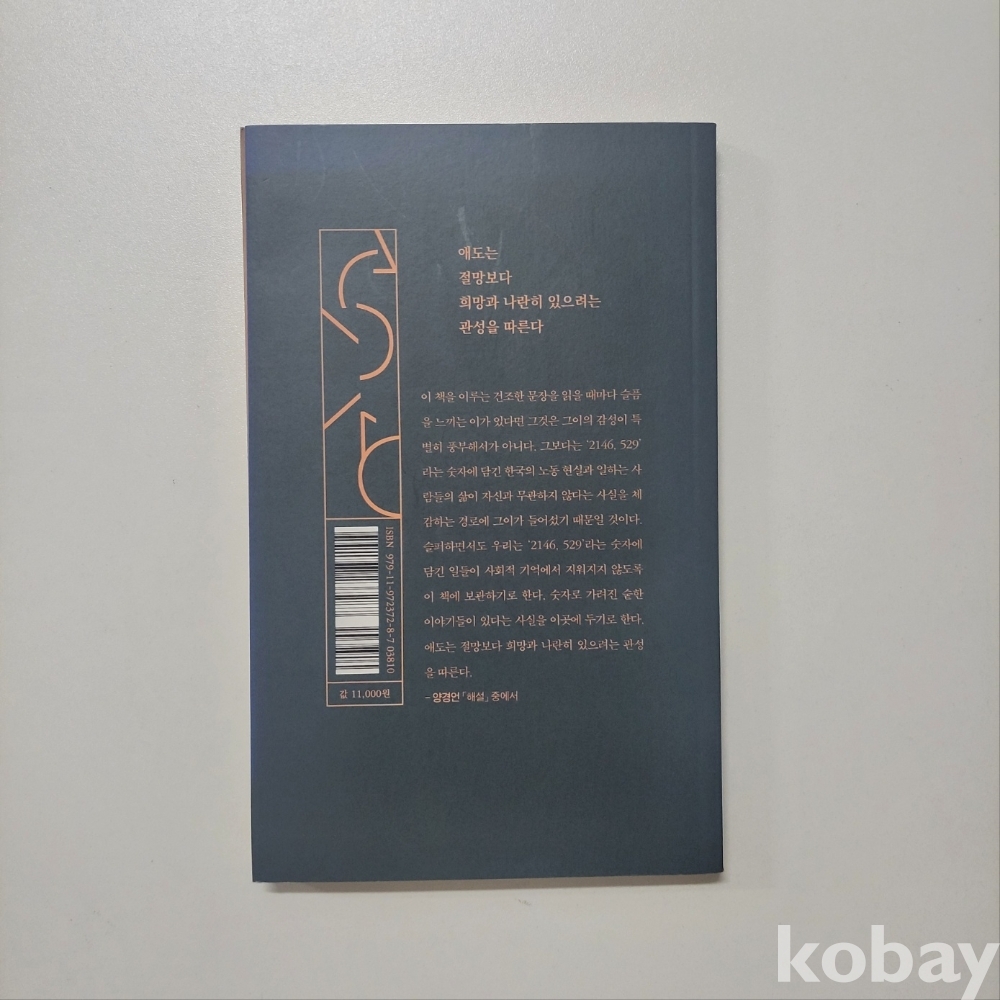 애도는
절망보다
희망과 나란히 있으려는
관성을 따른다
이 책을 이루는 건조한 문장을 읽을 때마다 슬픔
을 느끼는 이가 있다면 그것은 그이의 감성이 특
별히 풍부해서가 아니다. 그보다는 ‘2146, 529’
라는 숫자에 담긴 한국의 노동 현실과 일하는 사
람들의 삶이 자신과 무관하지 않다는 사실을 체
감하는 경로에 그이가 들어섰기 때문일 것이다.
슬퍼하면서도 우리는 ‘2146, 529’라는 숫자에
담긴 일들이 사회적 기억에서 지워지지 않도록
이 책에 보관하기로 한다. 숫자로 가려진 숱한
이야기들이 있다는 사실을 이곳에 두기로 한다.
애도는 절망보다 희망과 나란히 있으려는 관성
을 따른다.
– 양경언 「해설」 중에서
ISBN 979-11-972372-8-7 03810
값 11,000원
kobay